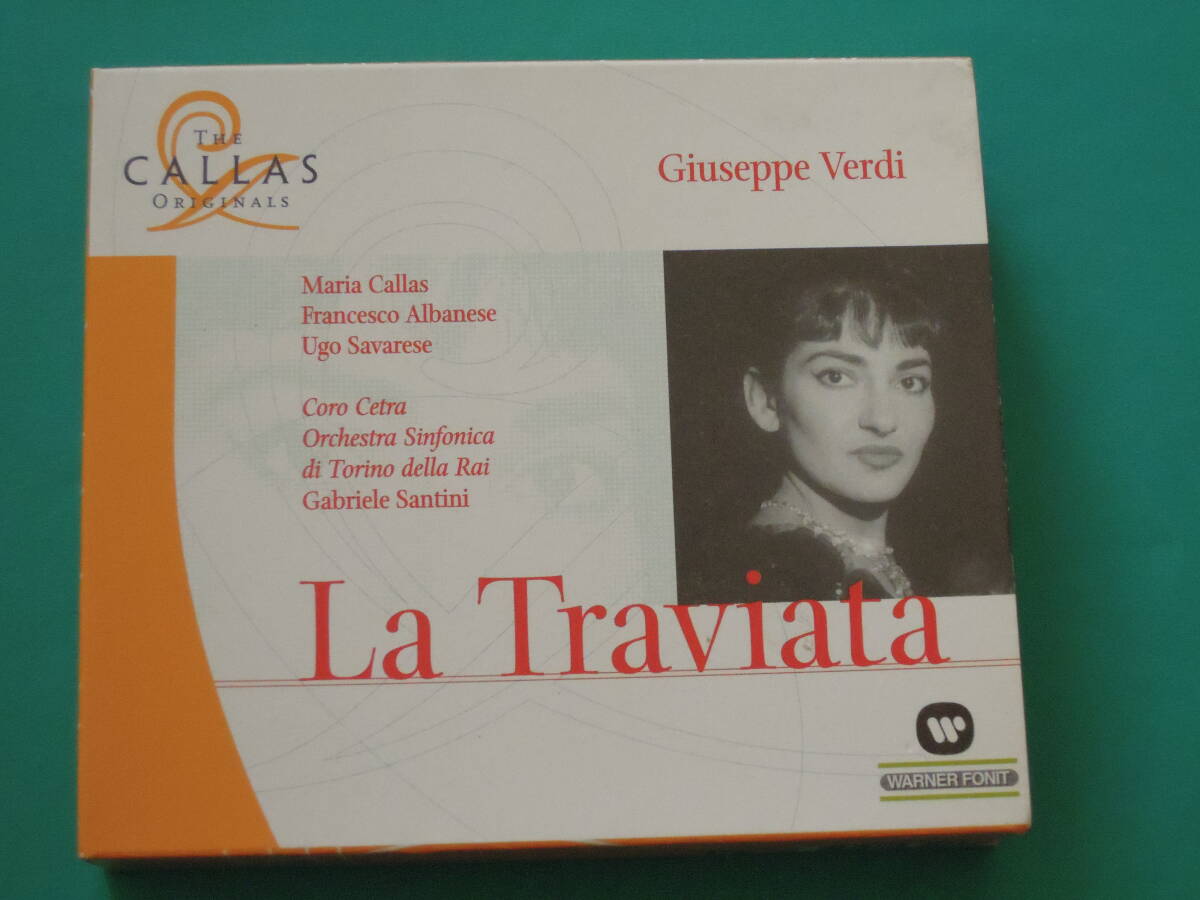 THE
CALLAS
ORIGINALS
Giuseppe Verdi
Maria Callas
Francesco Albanese
Ugo Savarese
Coro Cetra
Orchestra Sinfonica
di Torino della Rai
Gabriele Santini
La Traviata
WARNER FONIT